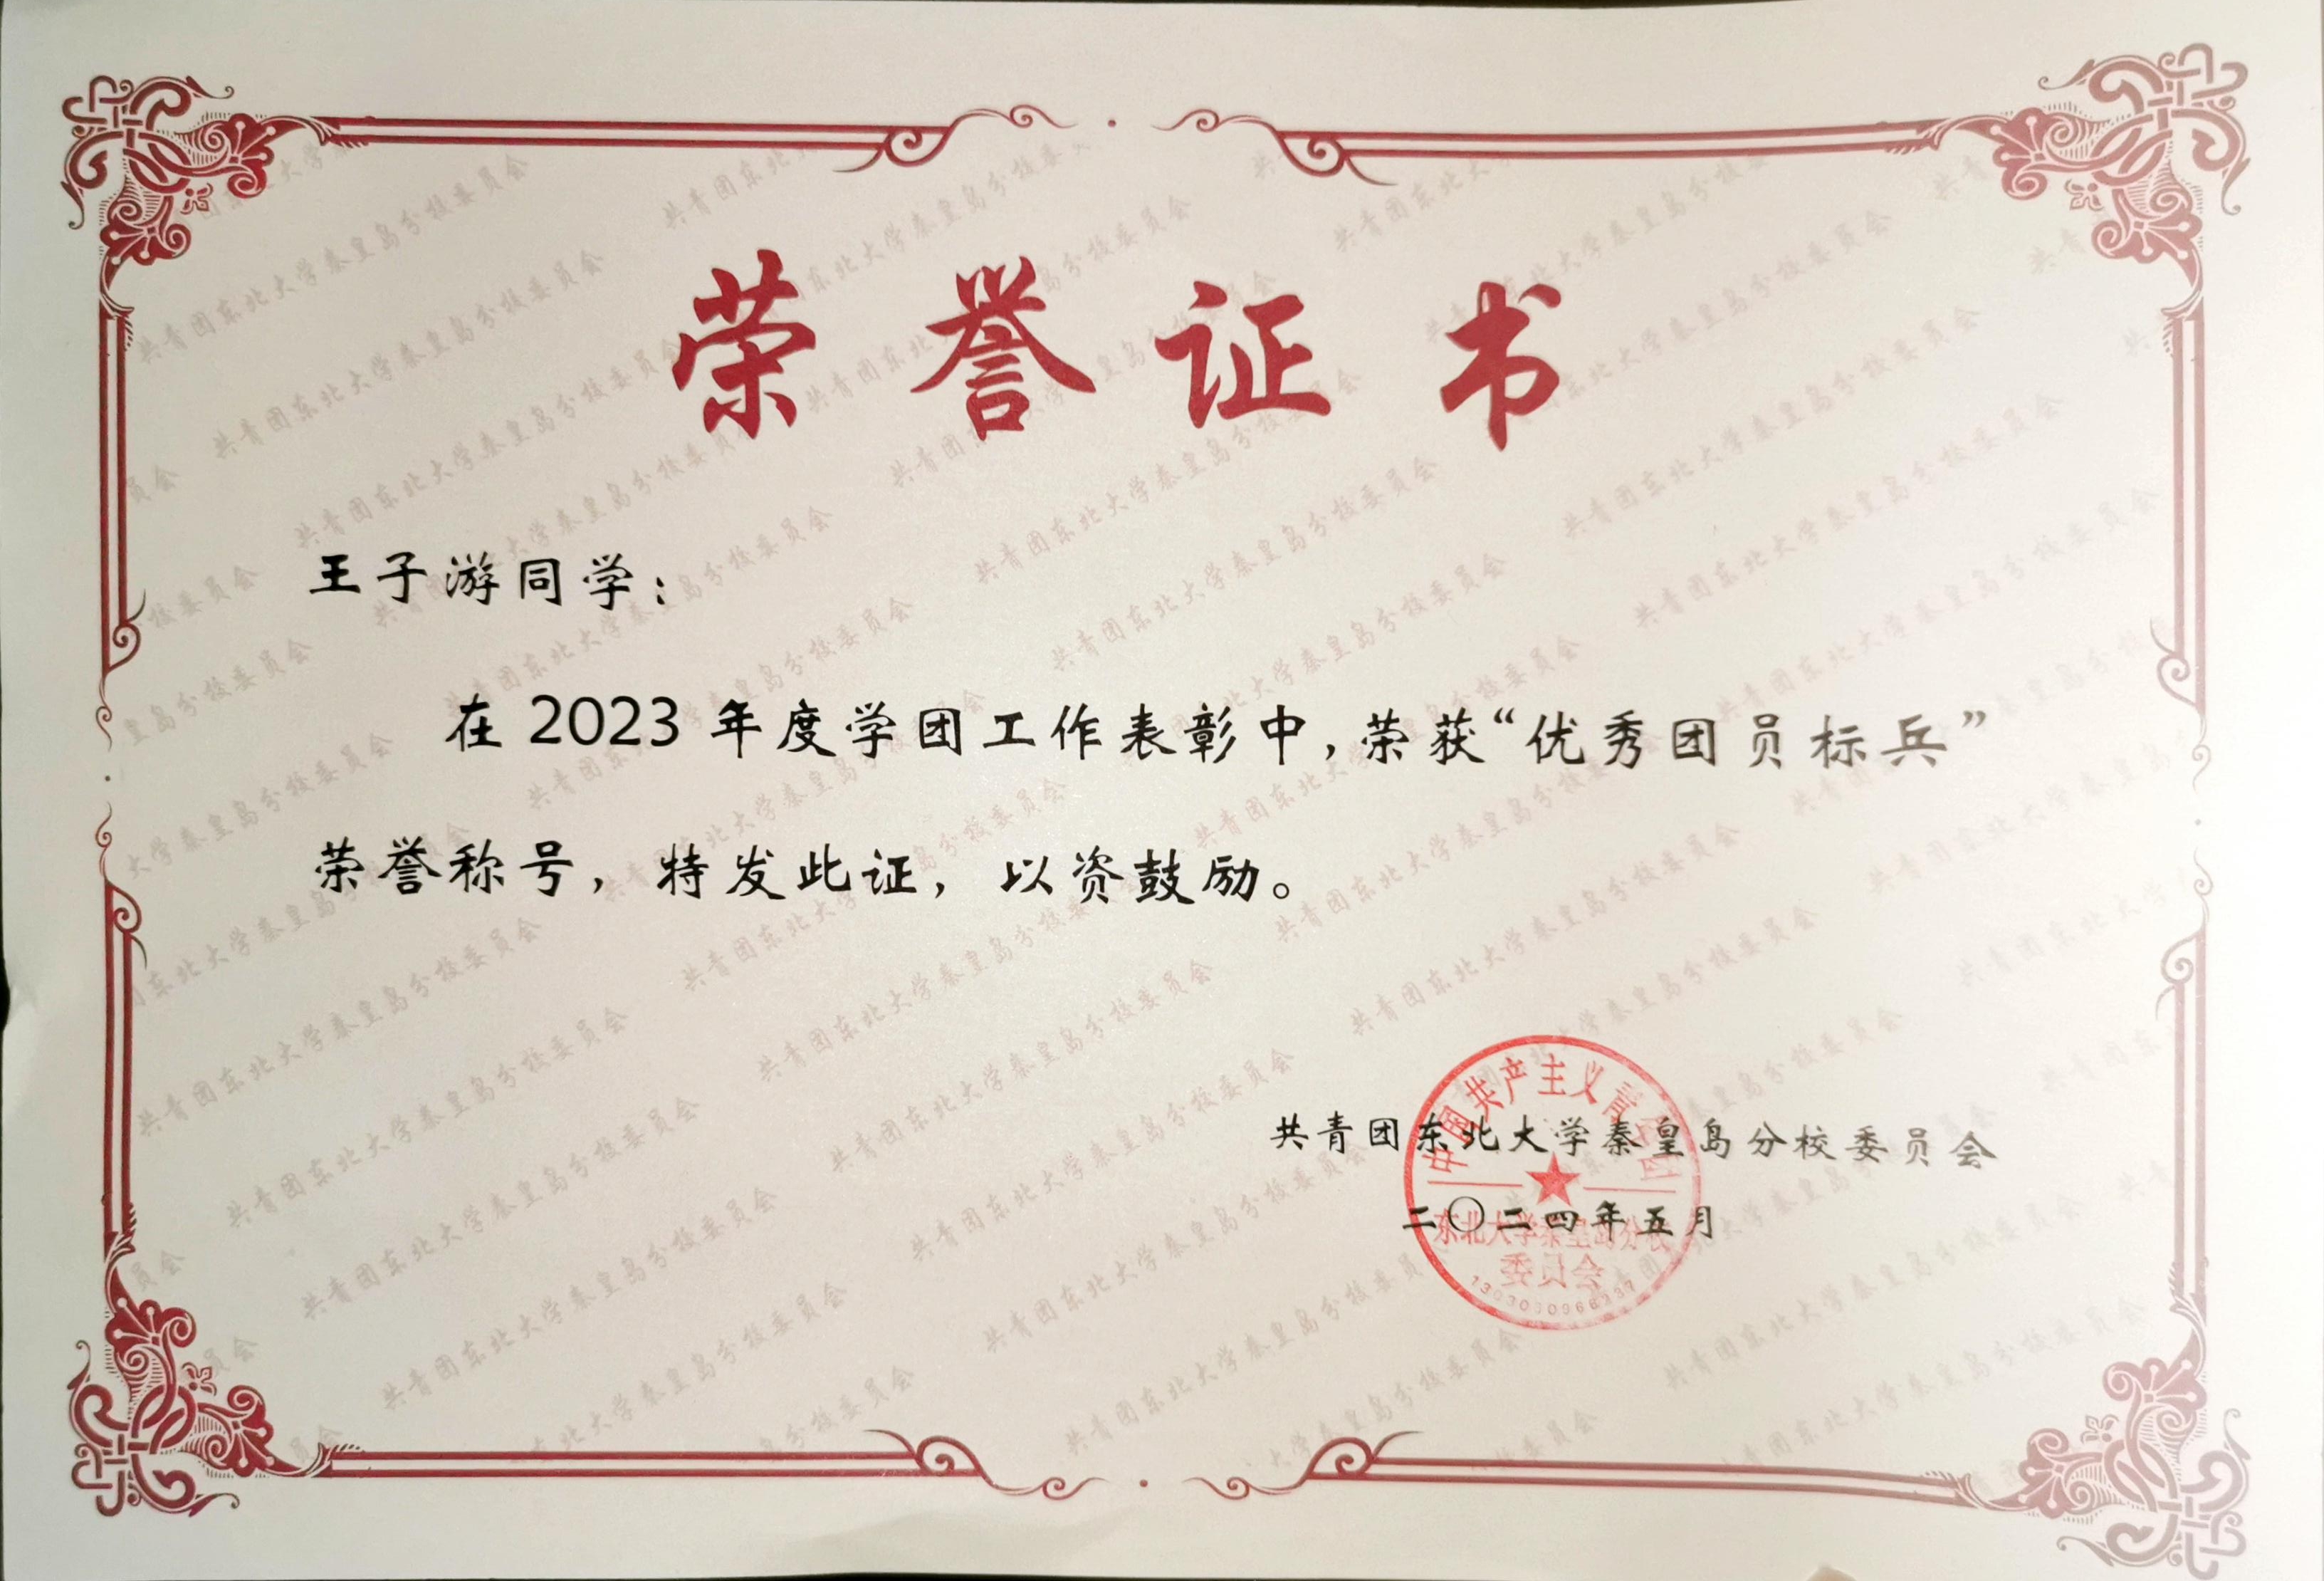 荣誉证书
王子游同学：
在 2023 年度学团工作表彰中，荣获“优秀团员标兵”
荣誉称号，特发此证，以资鼓励。
共青团东北大学秦皇岛分校委员会
二〇二四年五月
中国共产主义青年团
东北大学秦皇岛分校
委员会